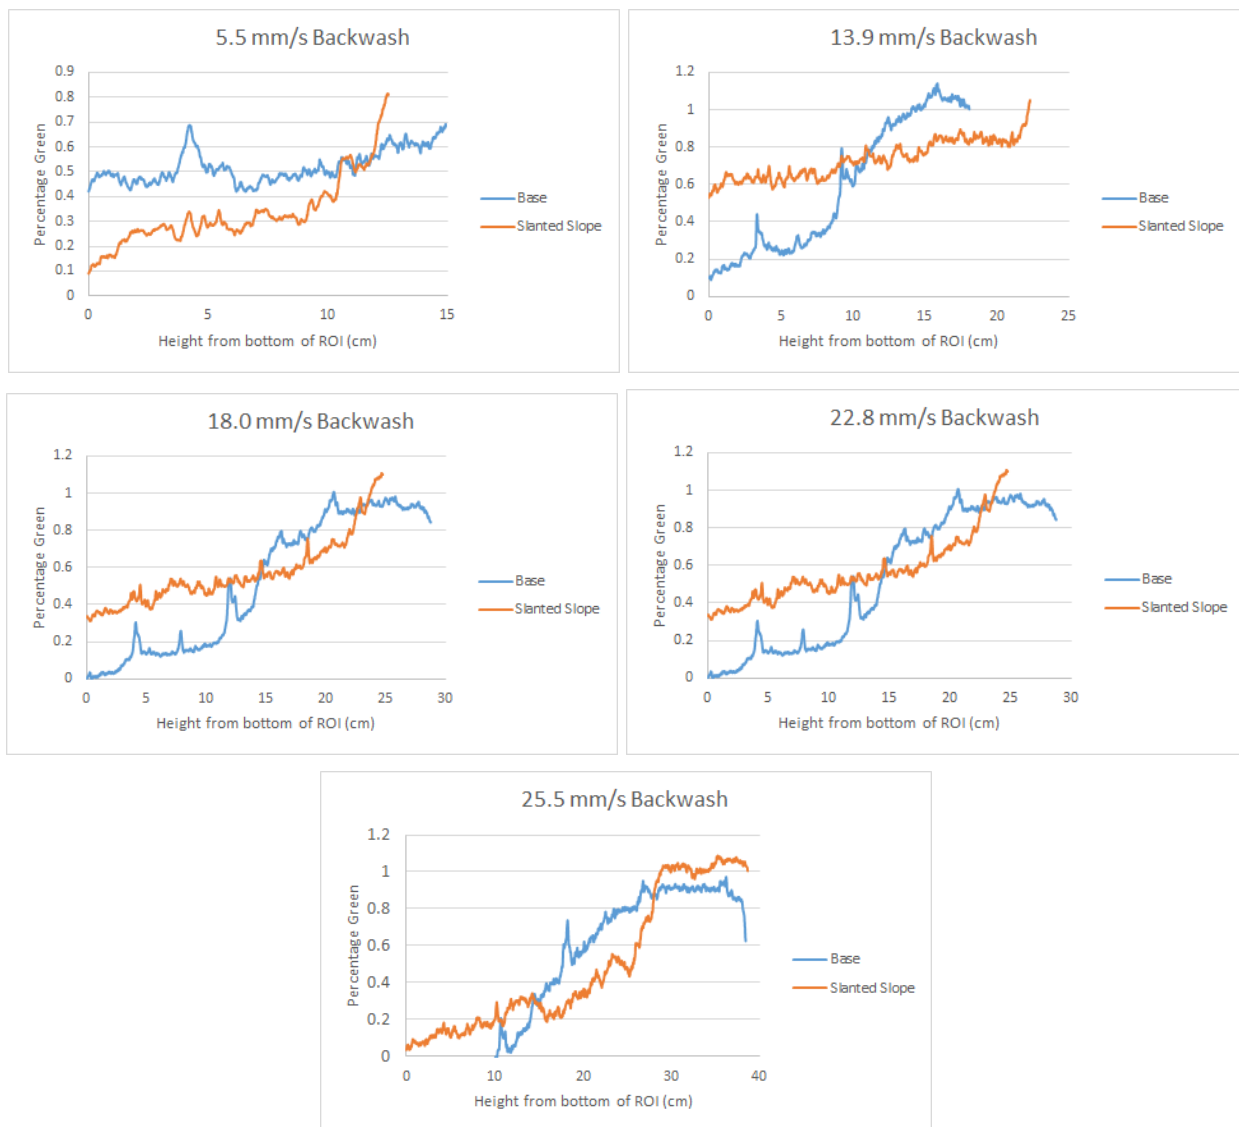 5.5 mm/s Backwash
Percentage Green
0.9
0.8
0.7
0.6
0.5
0.4
0.3
0.2
0.1
0
0 5 10 15
Height from bottom of ROI (cm)
Base
Slanted Slope
13.9 mm/s Backwash
Percentage Green
1.2
1
0.8
0.6
0.4
0.2
0
0 5 10 15 20 25
Height from bottom of ROI (cm)
Base
Slanted Slope
18.0 mm/s Backwash
Percentage Green
1.2
1
0.8
0.6
0.4
0.2
0
0 5 10 15 20 25 30
Height from bottom of ROI (cm)
Base
Slanted Slope
22.8 mm/s Backwash
Percentage Green
1.2
1
0.8
0.6
0.4
0.2
0
0 5 10 15 20 25 30
Height from bottom of ROI (cm)
Base
Slanted Slope
25.5 mm/s Backwash
Percentage Green
1.2
1
0.8
0.6
0.4
0.2
0
0 10 20 30 40
Height from bottom of ROI (cm)
Base
Slanted Slope